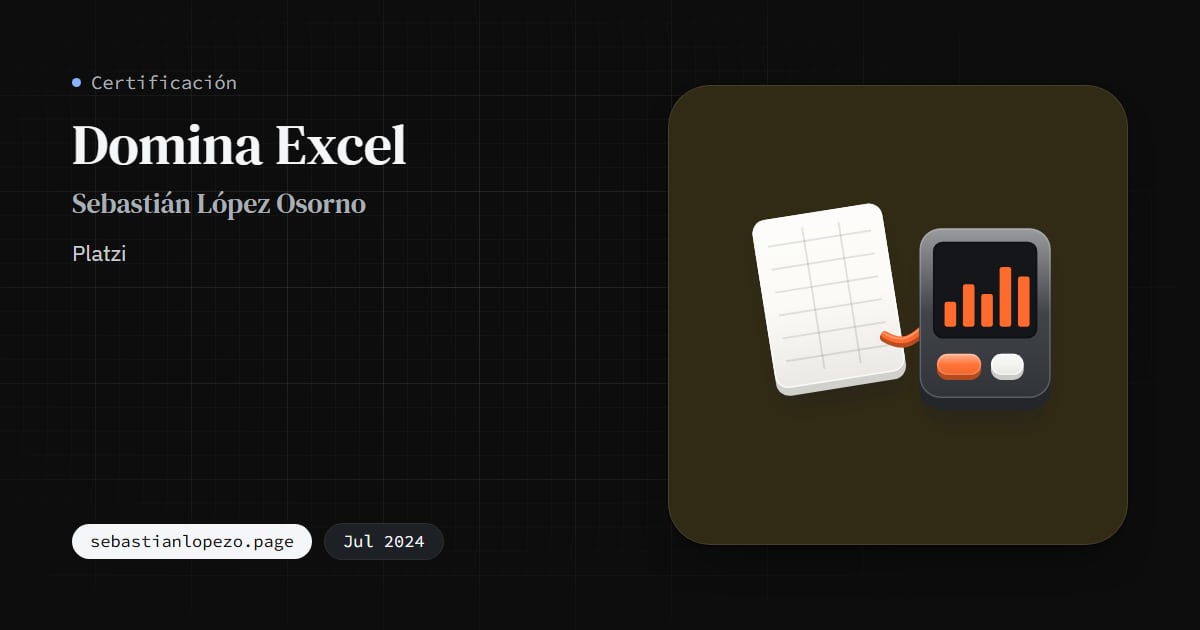 Certificación
Domina Excel
Sebastián López Osorno
Platzi
sebastianlopezo.page
Jul 2024